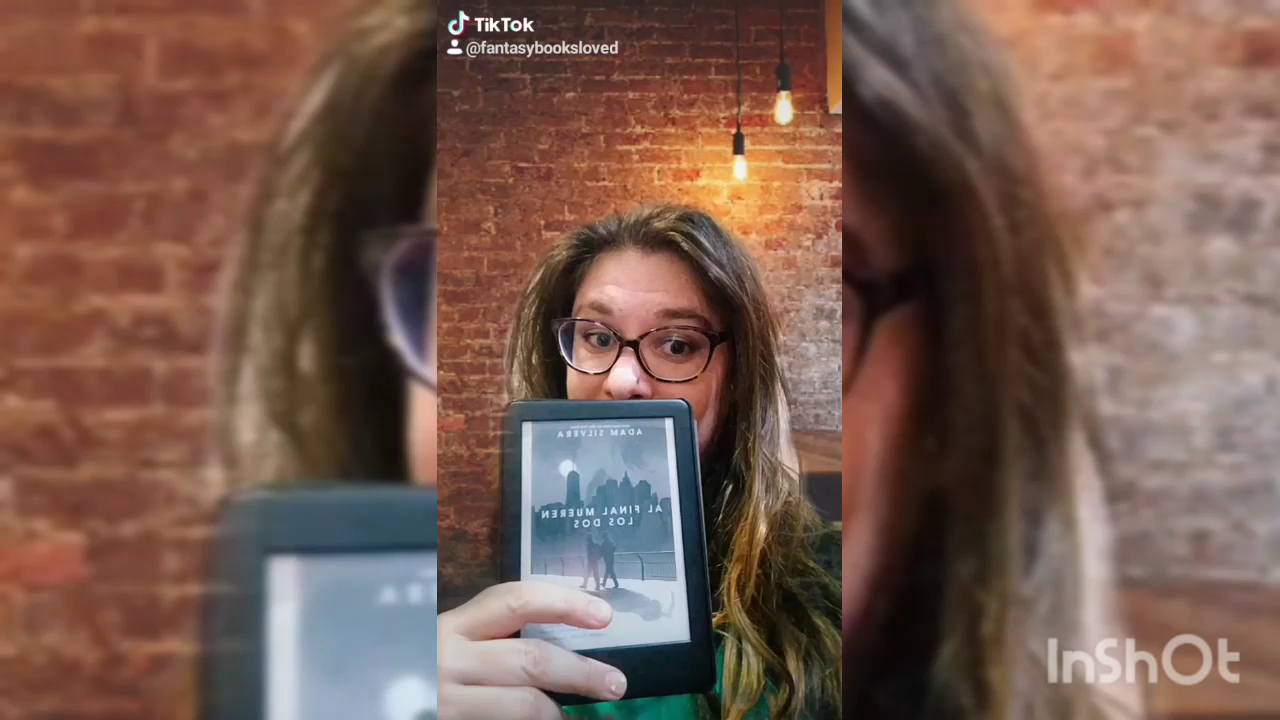 TikTok
@fantasybooksloved
ADAM SILVERA
AL FINAL MUEREN
LOS DOS
InShOt